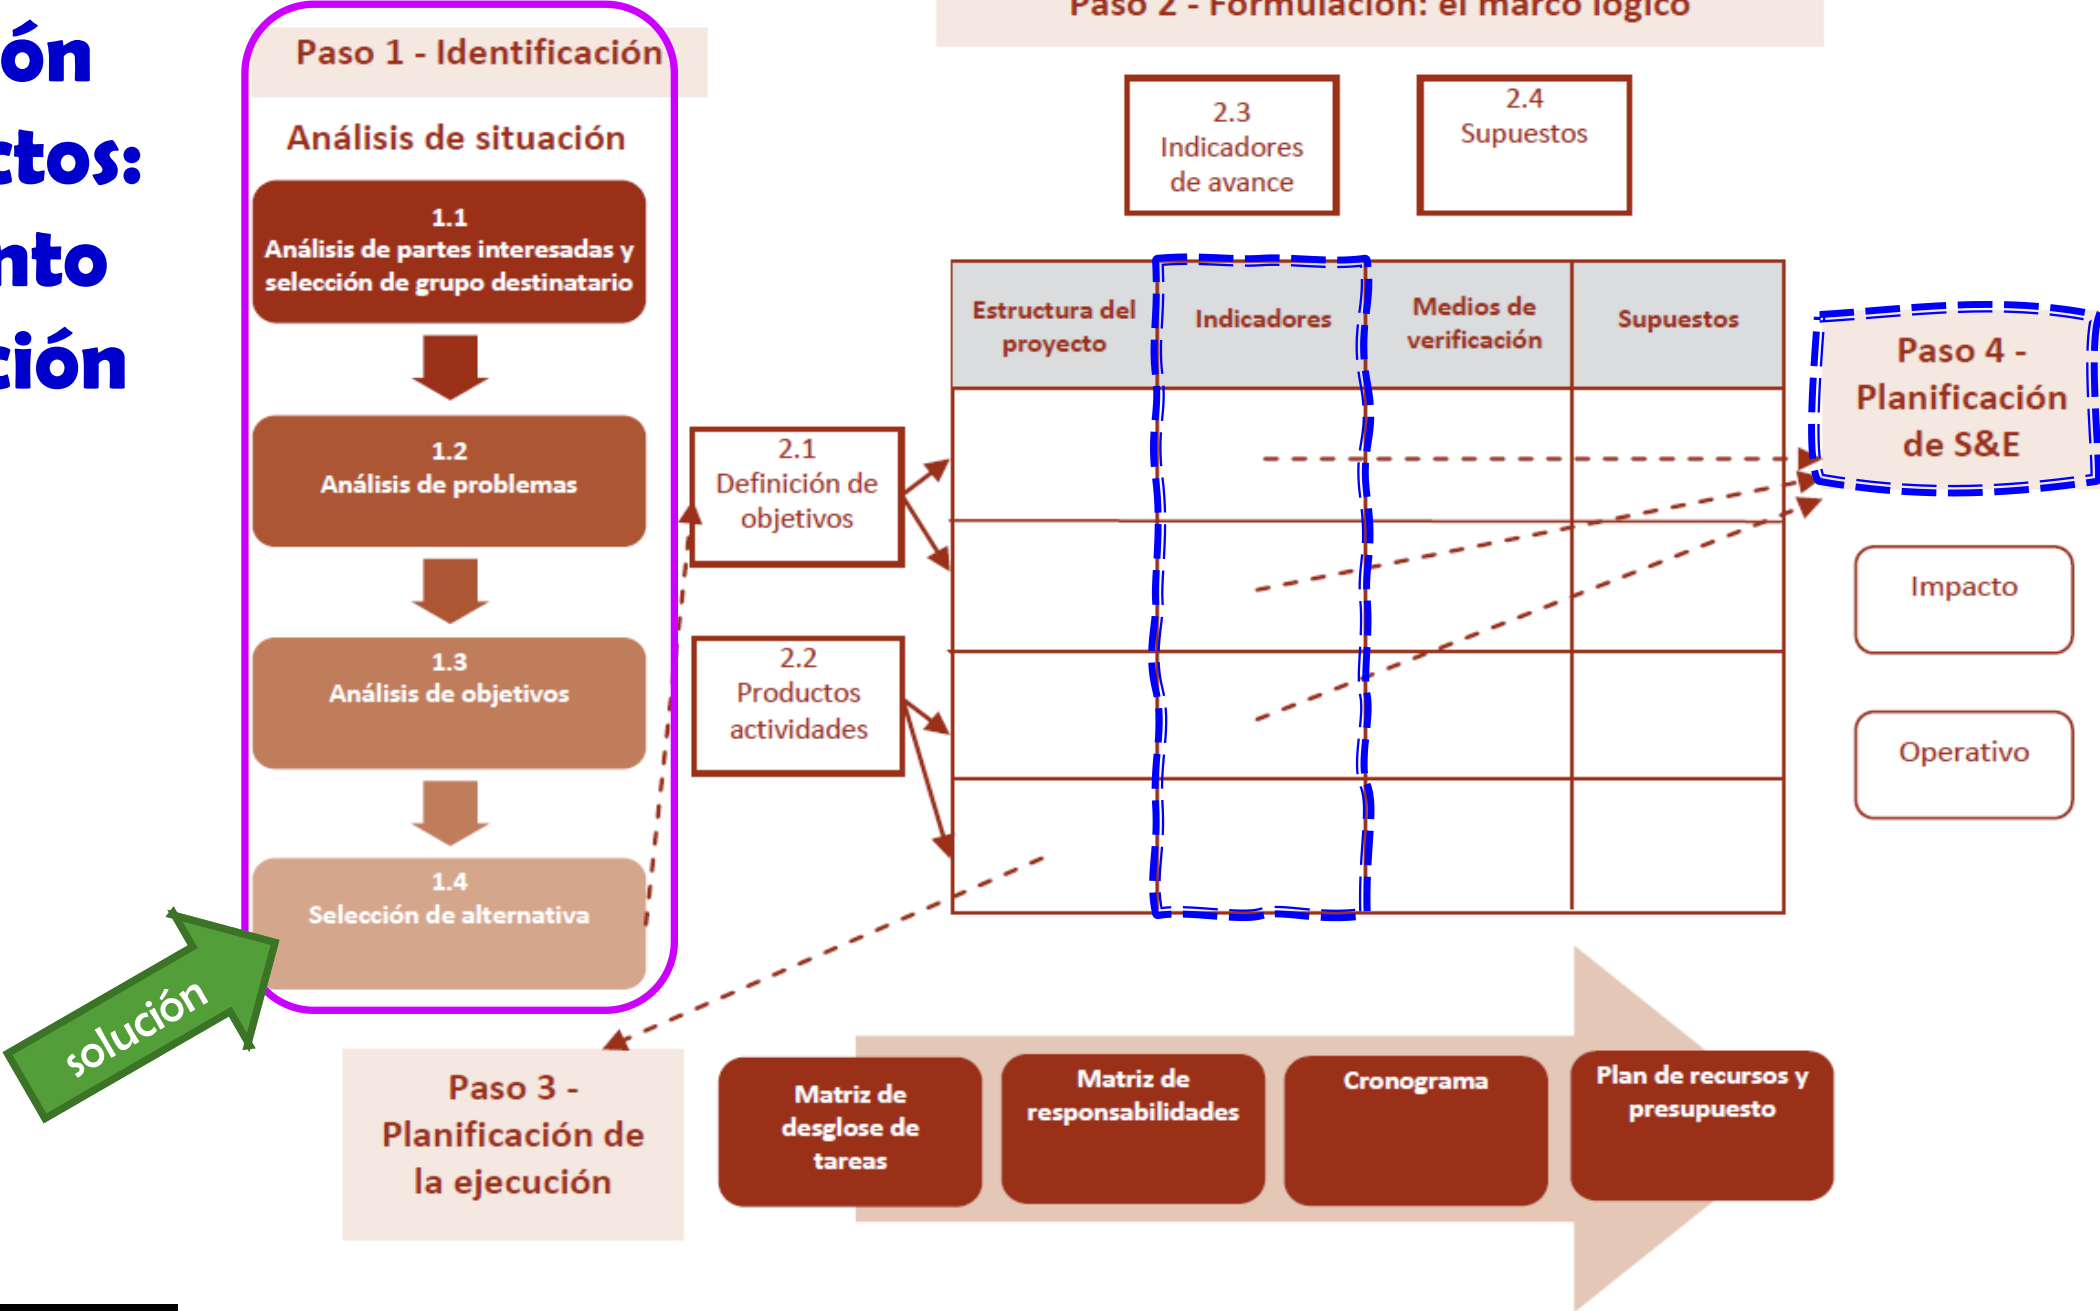 ón
ctos:
nto
ción
Paso 1 - Identificación
Análisis de situación
1.1
Análisis de partes interesadas y
selección de grupo destinatario
1.2
Análisis de problemas
1.3
Análisis de objetivos
1.4
Selección de alternativa
solución
Paso 2 - Formulación: el marco lógico
2.3
Indicadores
de avance
2.4
Supuestos
2.1
Definición de
objetivos
2.2
Productos
actividades
Estructura del
proyecto
Indicadores
Medios de
verificación
Supuestos
Paso 4 -
Planificación
de S&E
Impacto
Operativo
Paso 3 -
Planificación de
la ejecución
Matriz de
desglose de
tareas
Matriz de
responsabilidades
Cronograma
Plan de recursos y
presupuesto